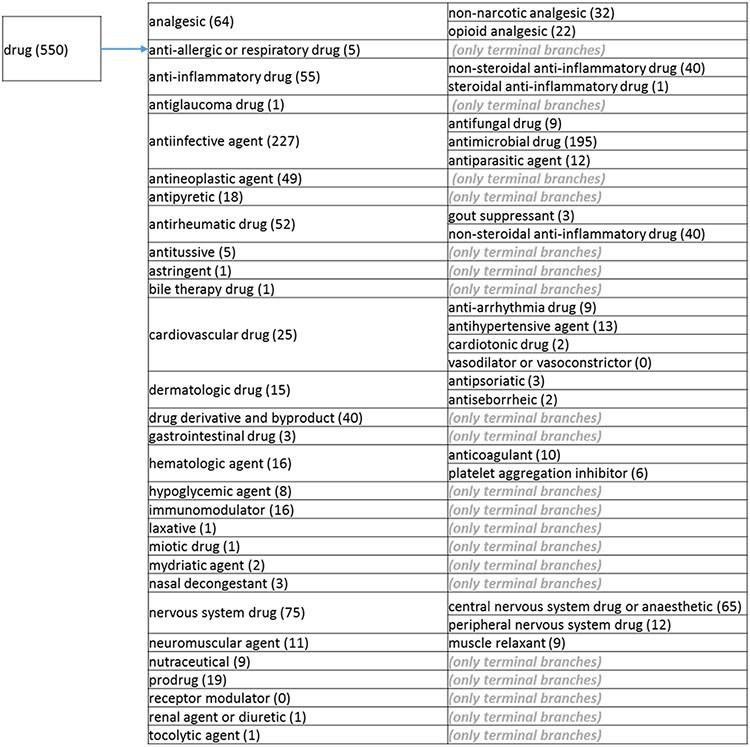 drug (550)
analgesic (64)
non-narcotic analgesic (32)
opioid analgesic (22)
anti-allergic or respiratory drug (5)
(only terminal branches)
anti-inflammatory drug (55)
non-steroidal anti-inflammatory drug (40)
steroidal anti-inflammatory drug (1)
antiglaucoma drug (1)
(only terminal branches)
antiinfective agent (227)
antifungal drug (9)
antimicrobial drug (195)
antiparasitic agent (12)
antineoplastic agent (49)
(only terminal branches)
antipyretic (18)
(only terminal branches)
antirheumatic drug (52)
gout suppressant (3)
non-steroidal anti-inflammatory drug (40)
antitussive (5)
(only terminal branches)
astringent (1)
(only terminal branches)
bile therapy drug (1)
(only terminal branches)
cardiovascular drug (25)
anti-arrhythmia drug (9)
antihypertensive agent (13)
cardiotonic drug (2)
vasodilator or vasoconstrictor (0)
dermatologic drug (15)
antipsoriatic (3)
antiseborrheic (2)
drug derivative and byproduct (40)
(only terminal branches)
gastrointestinal drug (3)
(only terminal branches)
hematologic agent (16)
anticoagulant (10)
platelet aggregation inhibitor (6)
hypoglycemic agent (8)
(only terminal branches)
immunomodulator (16)
(only terminal branches)
laxative (1)
(only terminal branches)
miotic drug (1)
(only terminal branches)
mydriatic agent (2)
(only terminal branches)
nasal decongestant (3)
(only terminal branches)
nervous system drug (75)
central nervous system drug or anaesthetic (65)
peripheral nervous system drug (12)
neuromuscular agent (11)
muscle relaxant (9)
nutraceutical (9)
(only terminal branches)
prodrug (19)
(only terminal branches)
receptor modulator (0)
(only terminal branches)
renal agent or diuretic (1)
(only terminal branches)
tocolytic agent (1)
(only terminal branches)